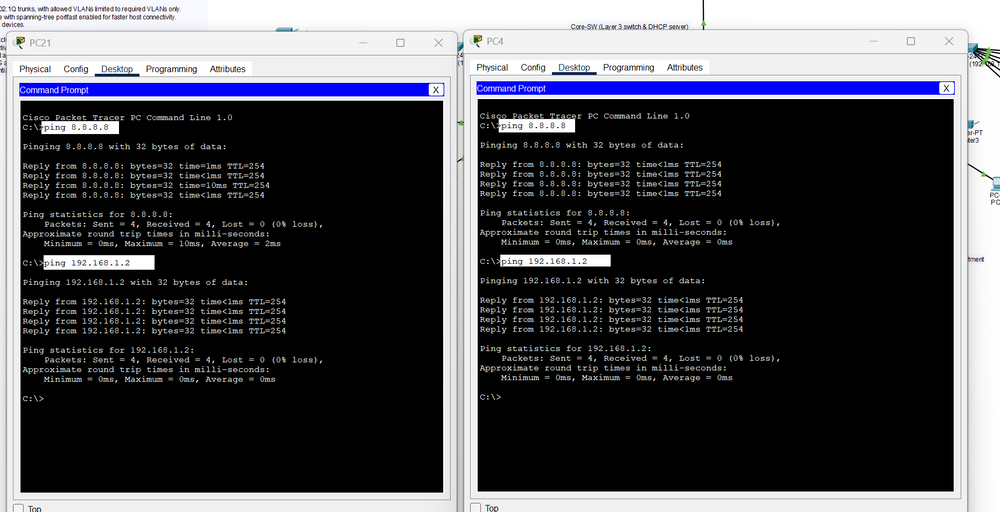 02.1Q trunks, with allowed VLANs limited to required VLANs only.
e with spanning-tree portfast enabled for faster host connectivity.
devices.
Core-SW (Layer 3 switch & DHCP server)
PC21
Physical Config Desktop Programming Attributes
Command Prompt X
Cisco Packet Tracer PC Command Line 1.0
C:\>ping 8.8.8.8
Pinging 8.8.8.8 with 32 bytes of data:
Reply from 8.8.8.8: bytes=32 time=1ms TTL=254
Reply from 8.8.8.8: bytes=32 time<1ms TTL=254
Reply from 8.8.8.8: bytes=32 time=10ms TTL=254
Reply from 8.8.8.8: bytes=32 time<1ms TTL=254
Ping statistics for 8.8.8.8:
Packets: Sent = 4, Received = 4, Lost = 0 (0% loss),
Approximate round trip times in milli-seconds:
Minimum = 0ms, Maximum = 10ms, Average = 2ms
C:\>ping 192.168.1.2
Pinging 192.168.1.2 with 32 bytes of data:
Reply from 192.168.1.2: bytes=32 time<1ms TTL=254
Reply from 192.168.1.2: bytes=32 time<1ms TTL=254
Reply from 192.168.1.2: bytes=32 time<1ms TTL=254
Reply from 192.168.1.2: bytes=32 time<1ms TTL=254
Ping statistics for 192.168.1.2:
Packets: Sent = 4, Received = 4, Lost = 0 (0% loss),
Approximate round trip times in milli-seconds:
Minimum = 0ms, Maximum = 0ms, Average = 0ms
C:\>
Top
PC4
Physical Config Desktop Programming Attributes
Command Prompt X
Cisco Packet Tracer PC Command Line 1.0
C:\>ping 8.8.8.8
Pinging 8.8.8.8 with 32 bytes of data:
Reply from 8.8.8.8: bytes=32 time<1ms TTL=254
Reply from 8.8.8.8: bytes=32 time<1ms TTL=254
Reply from 8.8.8.8: bytes=32 time<1ms TTL=254
Reply from 8.8.8.8: bytes=32 time<1ms TTL=254
Ping statistics for 8.8.8.8:
Packets: Sent = 4, Received = 4, Lost = 0 (0% loss),
Approximate round trip times in milli-seconds:
Minimum = 0ms, Maximum = 0ms, Average = 0ms
C:\>ping 192.168.1.2
Pinging 192.168.1.2 with 32 bytes of data:
Reply from 192.168.1.2: bytes=32 time<1ms TTL=254
Reply from 192.168.1.2: bytes=32 time<1ms TTL=254
Reply from 192.168.1.2: bytes=32 time<1ms TTL=254
Reply from 192.168.1.2: bytes=32 time<1ms TTL=254
Ping statistics for 192.168.1.2:
Packets: Sent = 4, Received = 4, Lost = 0 (0% loss),
Approximate round trip times in milli-seconds:
Minimum = 0ms, Maximum = 0ms, Average = 0ms
C:\>
Top
(192.168.1
er-PT
ter3
PC-
PC
tment